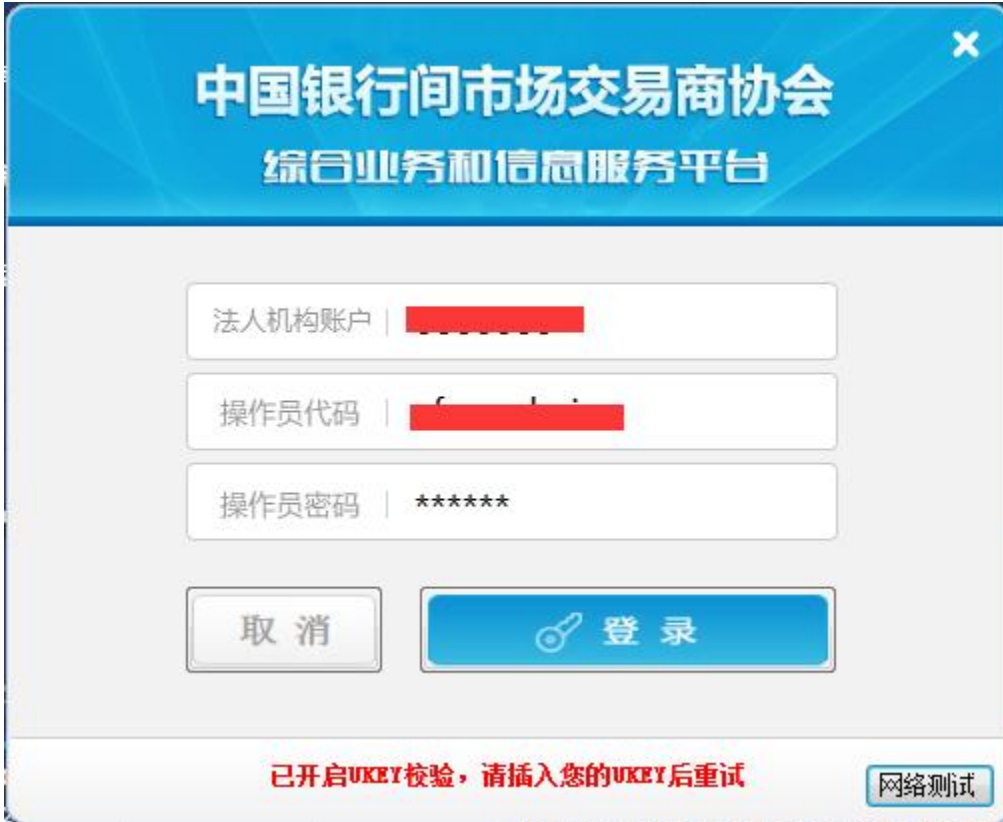 中国银行间市场交易商协会
综合业务和信息服务平台
法人机构账户
操作员代码
操作员密码 ******
取 消 登 录
已开启UKEY校验，请插入您的UKEY后重试
网络测试